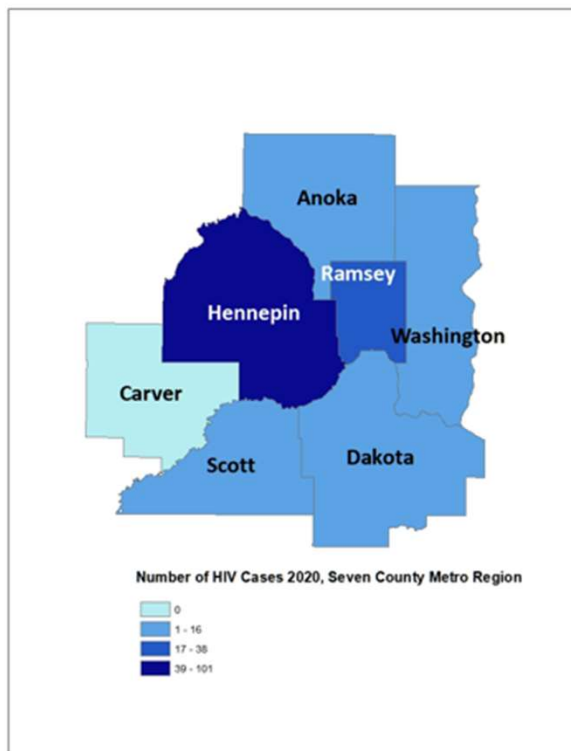 Anoka
Ramsey
Hennepin
Washington
Carver
Scott
Dakota
Number of HIV Cases 2020, Seven County Metro Region
0
1 - 16
17 - 38
39 - 101